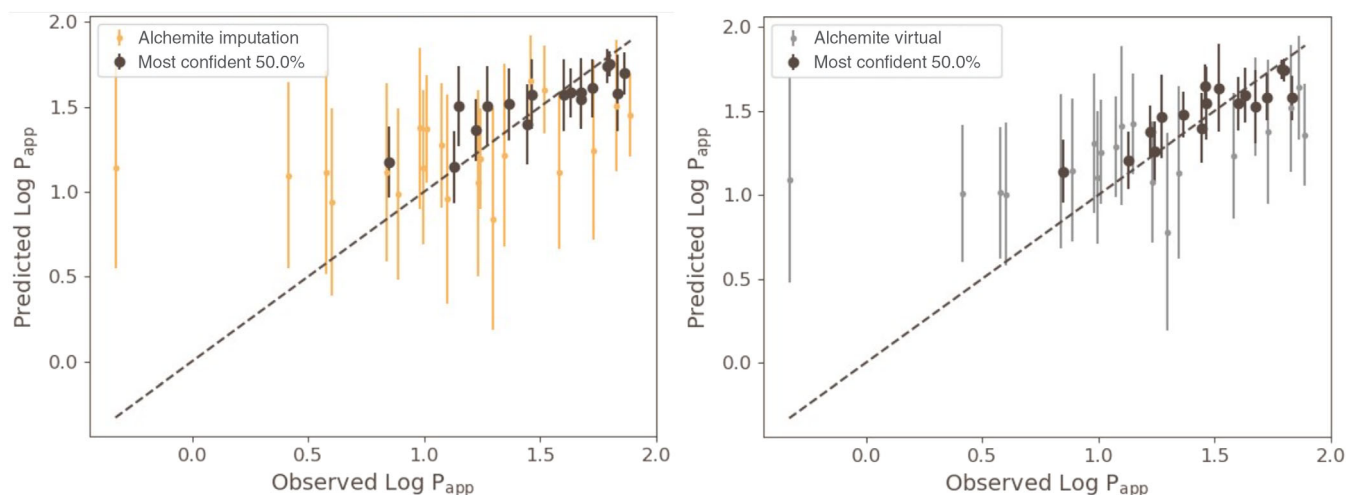 2.0
1.5
1.0
0.5
0.0
Predicted Log Papp
Alchemite imputation
Most confident 50.0%
0.0 0.5 1.0 1.5 2.0
Observed Log Papp
2.0
1.5
1.0
0.5
0.0
Predicted Log Papp
Alchemite virtual
Most confident 50.0%
0.0 0.5 1.0 1.5 2.0
Observed Log Papp